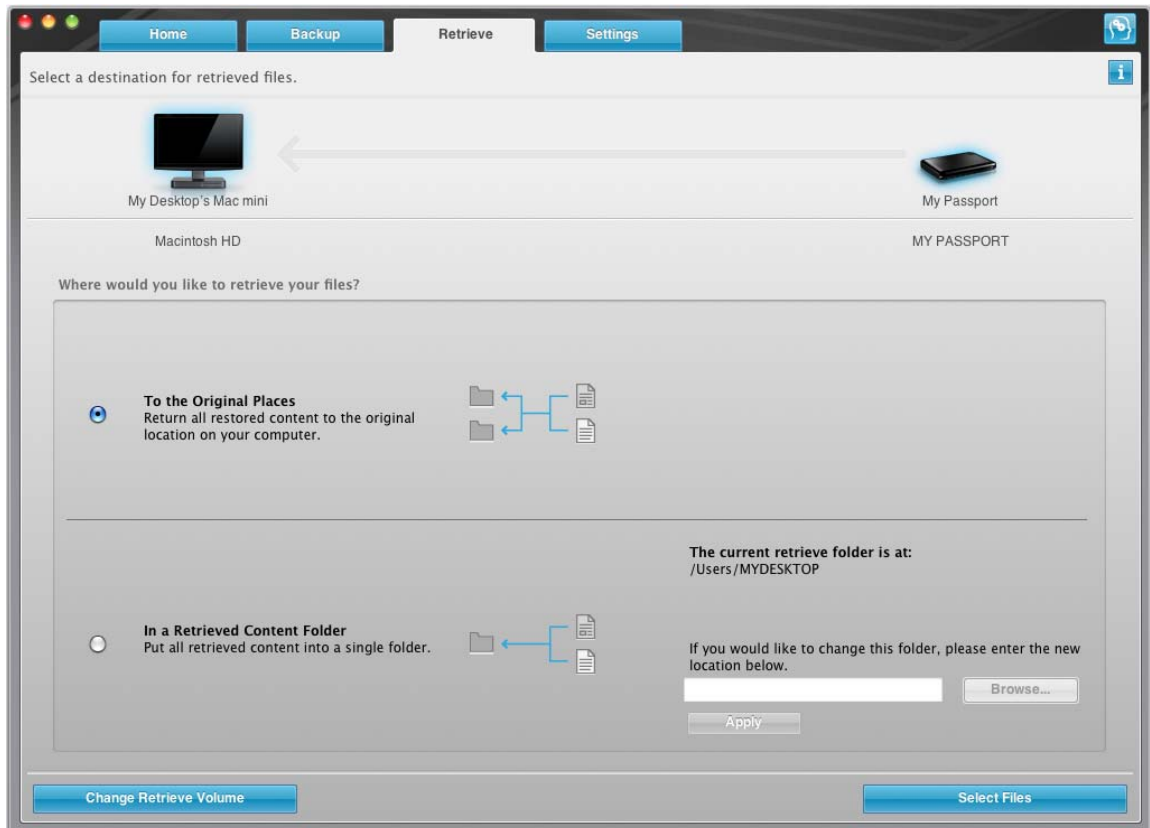 Home
Backup
Retrieve
Settings
Select a destination for retrieved files.
i
My Desktop's Mac mini
My Passport
Macintosh HD
MY PASSPORT
Where would you like to retrieve your files?
To the Original Places
Return all restored content to the original
location on your computer.
The current retrieve folder is at:
/Users/MYDESKTOP
In a Retrieved Content Folder
Put all retrieved content into a single folder.
If you would like to change this folder, please enter the new
location below.
Browse...
Apply
Change Retrieve Volume
Select Files